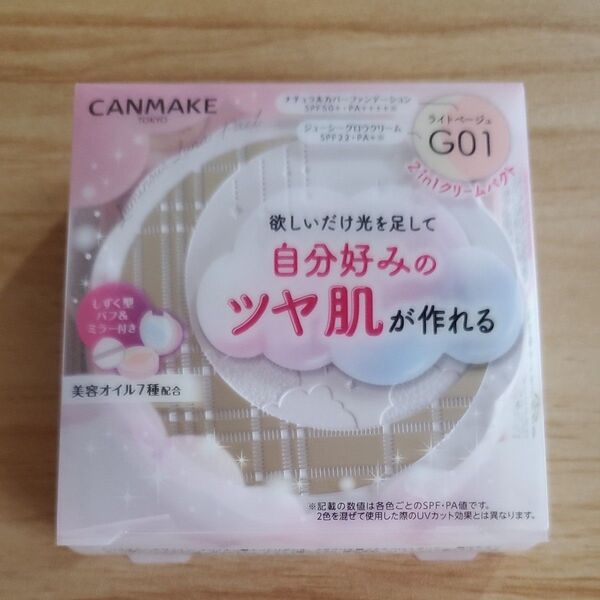 CANMAKE
TOKYO
ナチュラルカバーファンデーション
SPF50+・PA++++※
ジューシーグロウクリーム
SPF22・PA+※
ライトベージュ
G01
2in1クリームパクト
欲しいだけ光を足して
自分好みの
ツヤ肌が作れる
しずく型
パフ&
ミラー付き
美容オイル7種配合
※記載の数値は各色ごとのSPF・PA値です。
2色を混ぜて使用した際のUVカット効果とは異なります。